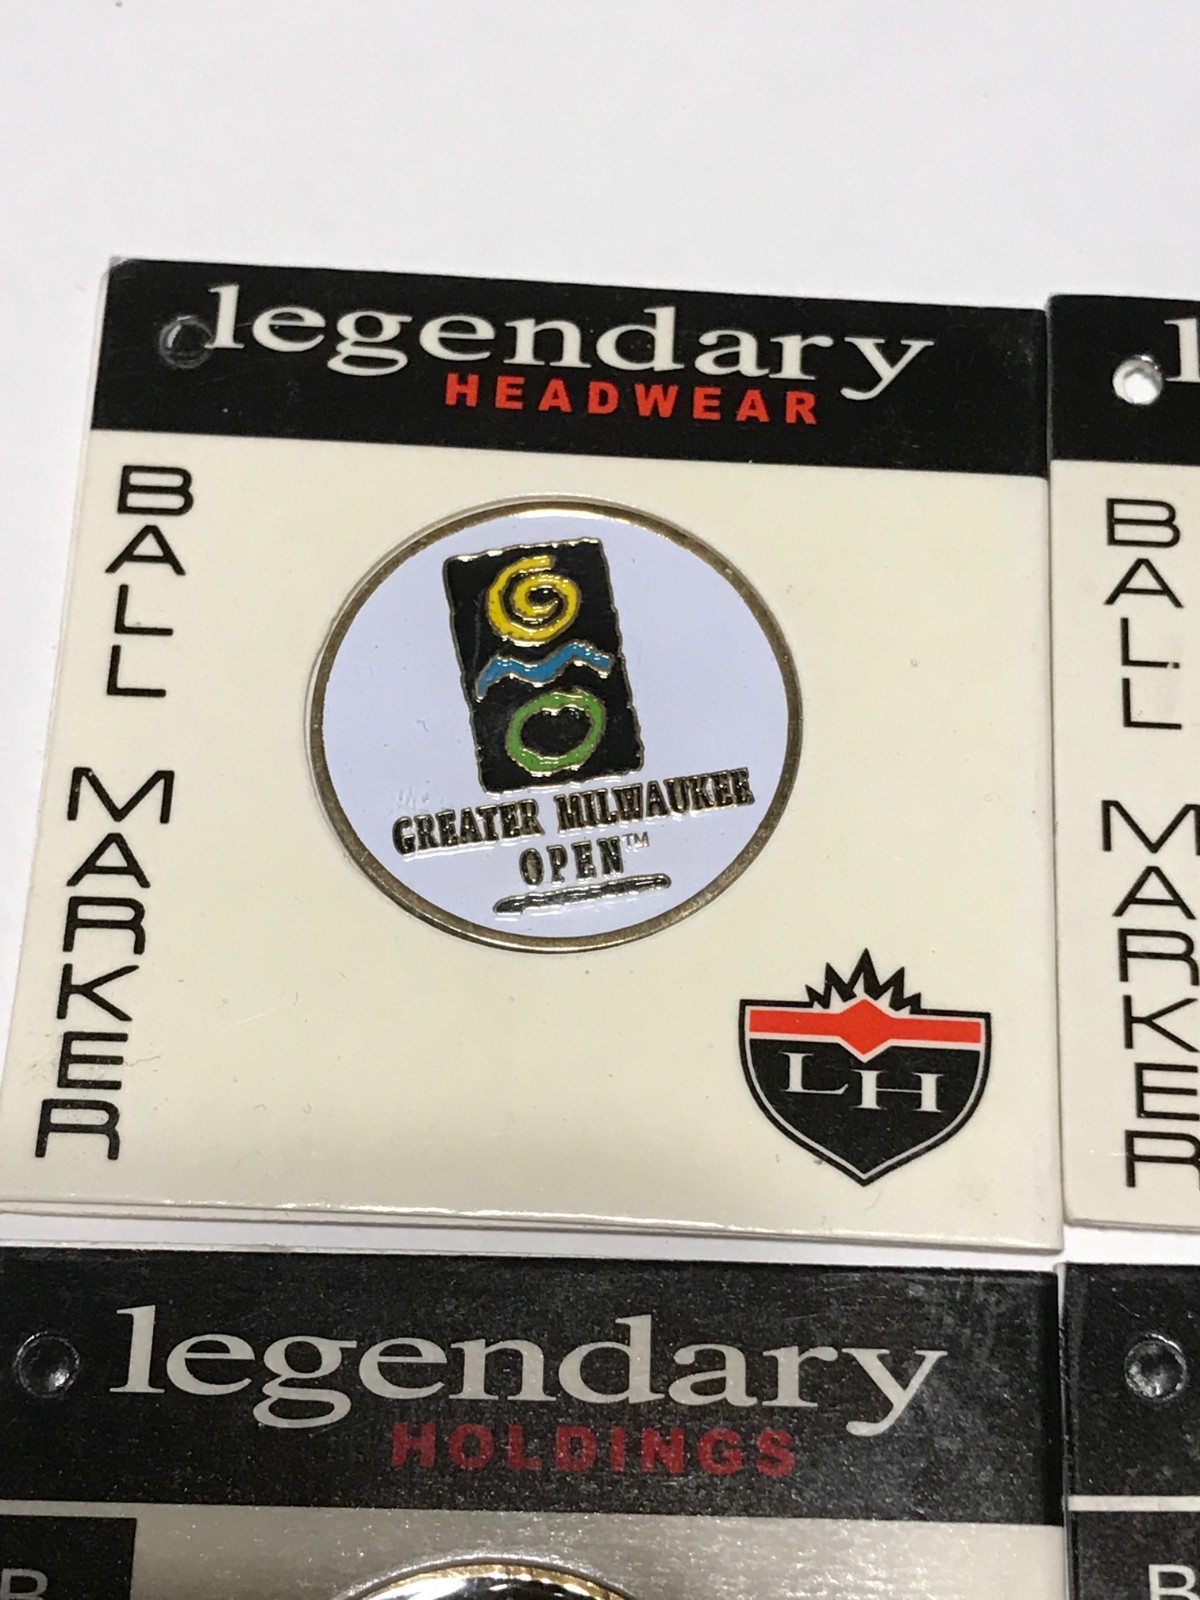 legendary
HEADWEAR
BALL MARKER
GREATER MILWAUKEE
OPEN™
LH
l
BALL MARKER
legendary
HOLDINGS
R
B